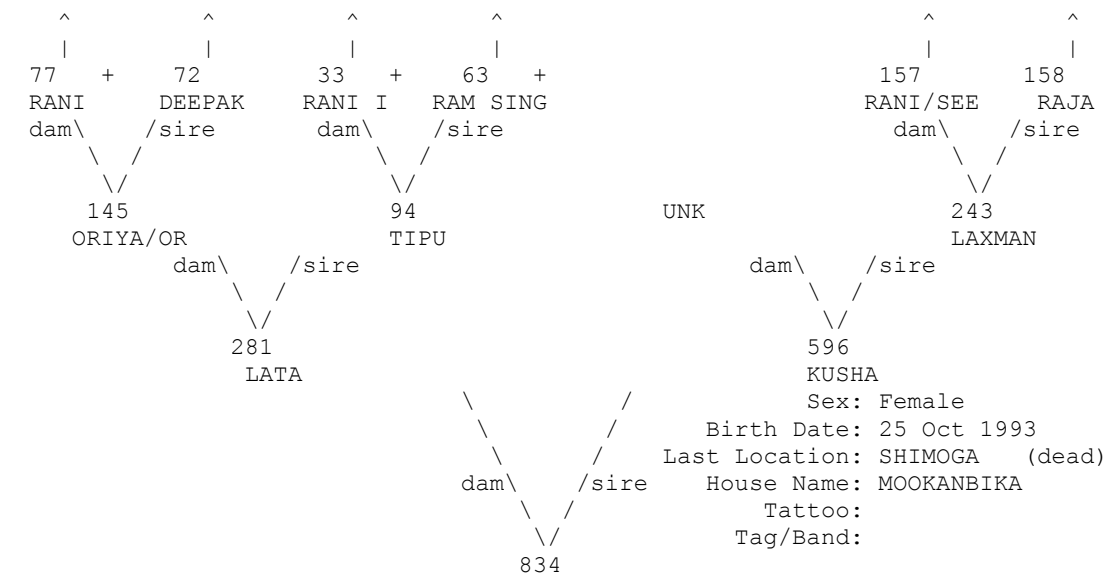 ^ ^ ^ ^ ^ ^
| | | | | |
77 + 72 33 + 63 + 157 158
RANI DEEPAK RANI I RAM SING RANI/SEE RAJA
dam\ /sire dam\ /sire dam\ /sire
\ / \ / \ /
\/ \/ \/
145 94 UNK 243
ORIYA/OR TIPU LAXMAN
dam\ /sire dam\ /sire
\ / \ /
\/ \/
281 596
LATA KUSHA
\ / Sex: Female
\ / Birth Date: 25 Oct 1993
\ / Last Location: SHIMOGA (dead)
dam\ /sire House Name: MOOKANBIKA
\ / Tattoo:
\/ Tag/Band:
834